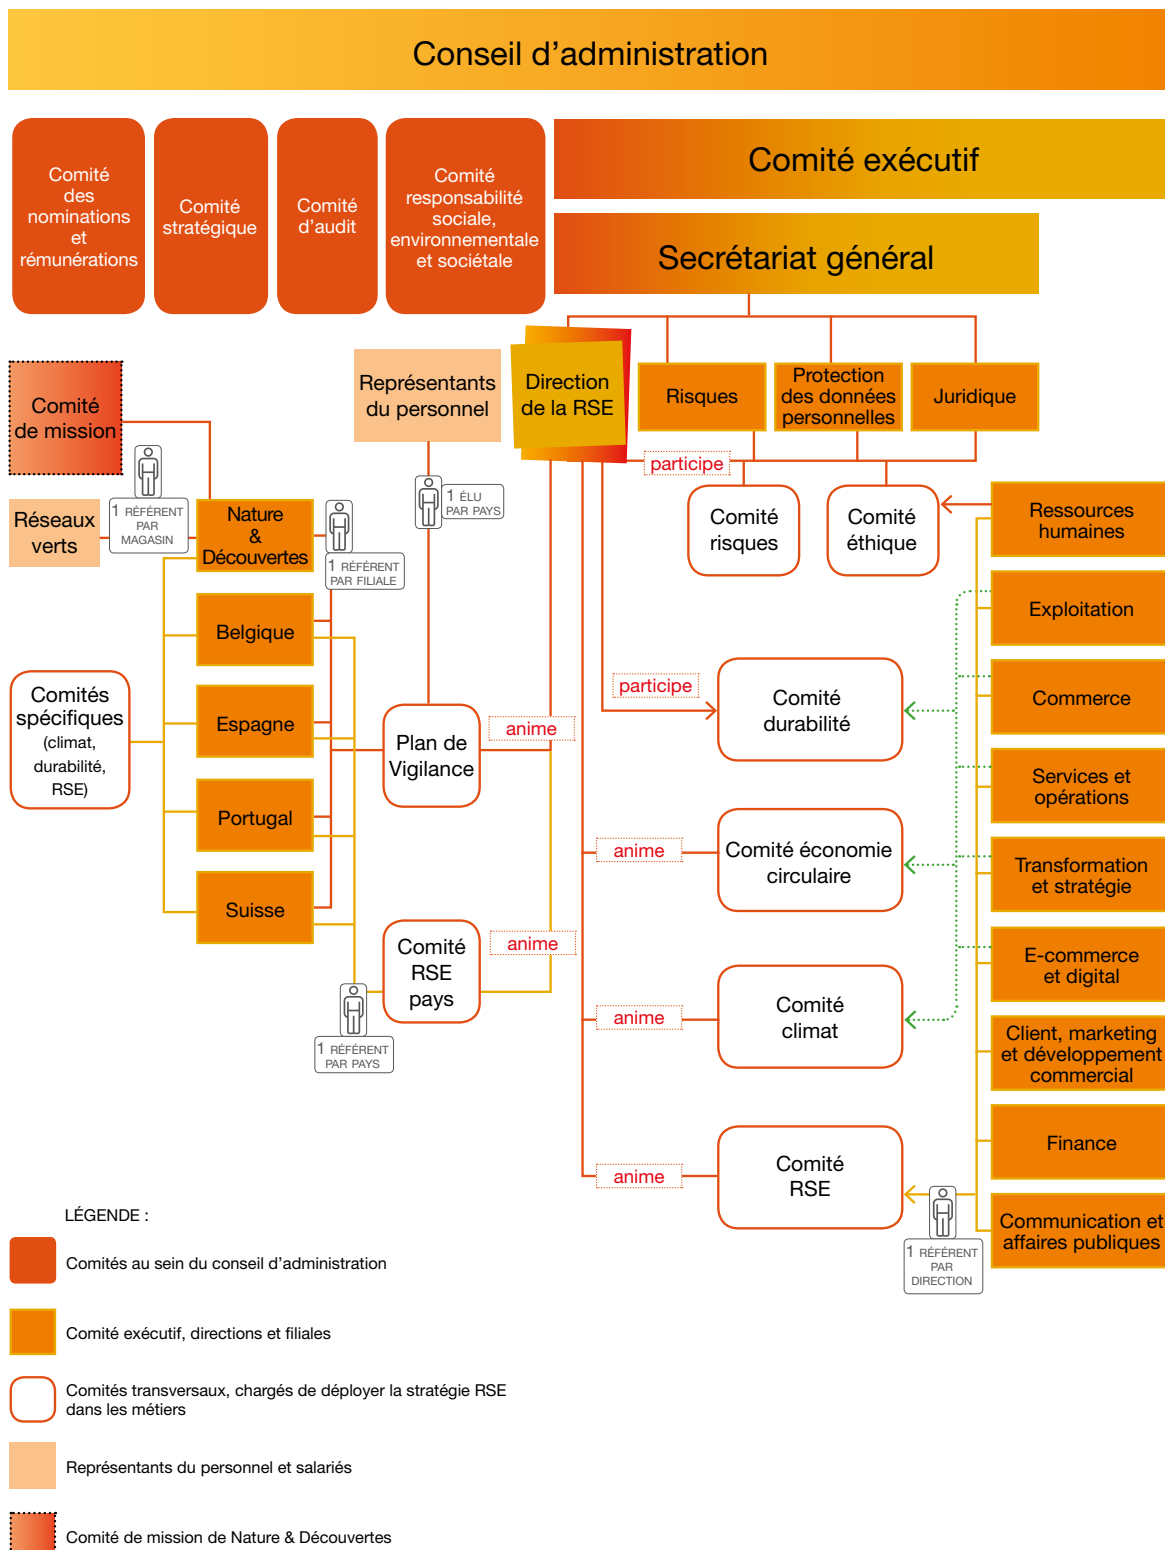 Conseil d’administration
Comité
des
nominations
et
rémunérations
Comité
stratégique
Comité
d’audit
Comité
responsabilité
sociale,
environnementale
et sociétale
Comité exécutif
Secrétariat général
Comité
de mission
Représentants
du personnel
Direction
de la RSE
Risques
Protection
des données
personnelles
Juridique
participe
Réseaux
verts
1 RÉFÉRENT
PAR
MAGASIN
Nature
&
Découvertes
1 RÉFÉRENT
PAR FILIALE
1 ÉLU
PAR PAYS
Comité
risques
Comité
éthique
Ressources
humaines
Belgique
Exploitation
Comités
spécifiques
(climat,
durabilité,
RSE)
Espagne
Plan de
Vigilance
anime
participe
Comité
durabilité
Commerce
Services et
opérations
Portugal
anime
Comité économie
circulaire
Transformation
et stratégie
Suisse
Comité
RSE
pays
anime
E-commerce
et digital
1 RÉFÉRENT
PAR PAYS
anime
Comité
climat
Client, marketing
et développement
commercial
Finance
anime
Comité
RSE
1 RÉFÉRENT
PAR
DIRECTION
Communication et
affaires publiques
LÉGENDE :
Comités au sein du conseil d’administration
Comité exécutif, directions et filiales
Comités transversaux, chargés de déployer la stratégie RSE
dans les métiers
Représentants du personnel et salariés
Comité de mission de Nature & Découvertes